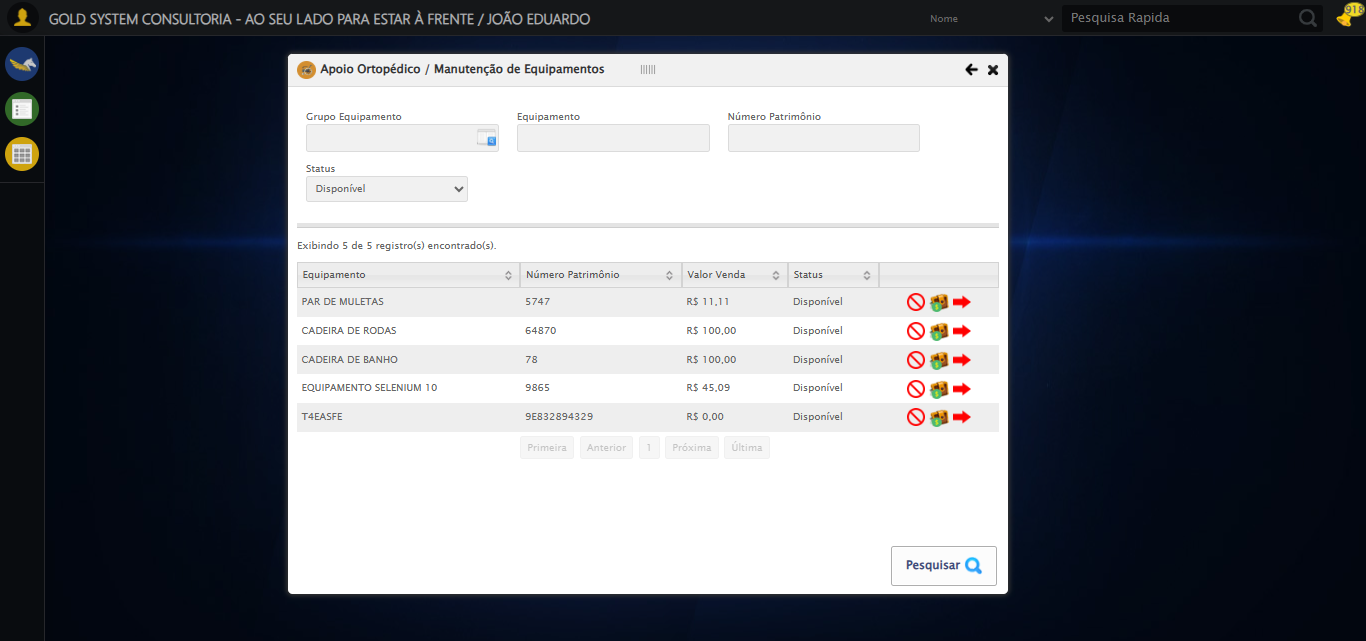 GOLD SYSTEM CONSULTORIA - AO SEU LADO PARA ESTAR À FRENTE / JOÃO EDUARDO Nome Pesquisa Rapida 918
Apoio Ortopédico / Manutenção de Equipamentos
Grupo Equipamento Equipamento Número Patrimônio
Status
Disponível
Exibindo 5 de 5 registro(s) encontrado(s).
Equipamento Número Patrimônio Valor Venda Status
PAR DE MULETAS 5747 R$ 11,11 Disponível
CADEIRA DE RODAS 64870 R$ 100,00 Disponível
CADEIRA DE BANHO 78 R$ 100,00 Disponível
EQUIPAMENTO SELENIUM 10 9865 R$ 45,09 Disponível
T4EASFE 9E832894329 R$ 0,00 Disponível
Primeira Anterior 1 Próxima Última
Pesquisar